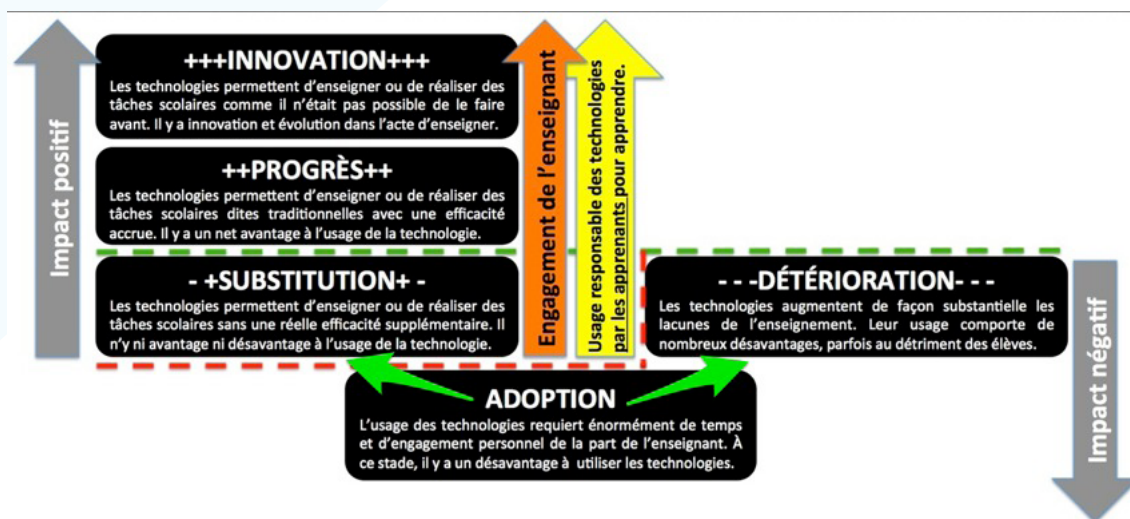 Impact positif
+++INNOVATION+++
Les technologies permettent d'enseigner ou de réaliser des
tâches scolaires comme il n'était pas possible de le faire
avant. Il y a innovation et évolution dans l'acte d'enseigner.
++PROGRÈS++
Les technologies permettent d'enseigner ou de réaliser des
tâches scolaires dites traditionnelles avec une efficacité
accrue. Il y a un net avantage à l'usage de la technologie.
- +SUBSTITUTION+ -
Les technologies permettent d'enseigner ou de réaliser des
tâches scolaires sans une réelle efficacité supplémentaire. Il
n'y ni avantage ni désavantage à l'usage de la technologie.
Engagement de l'enseignant
Usage responsable des technologies
par les apprenants pour apprendre.
- - -DÉTÉRIORATION- - -
Les technologies augmentent de façon substantielle les
lacunes de l'enseignement. Leur usage comporte de
nombreux désavantages, parfois au détriment des élèves.
ADOPTION
L'usage des technologies requiert énormément de temps
et d'engagement personnel de la part de l'enseignant. À
ce stade, il y a un désavantage à utiliser les technologies.
Impact négatif